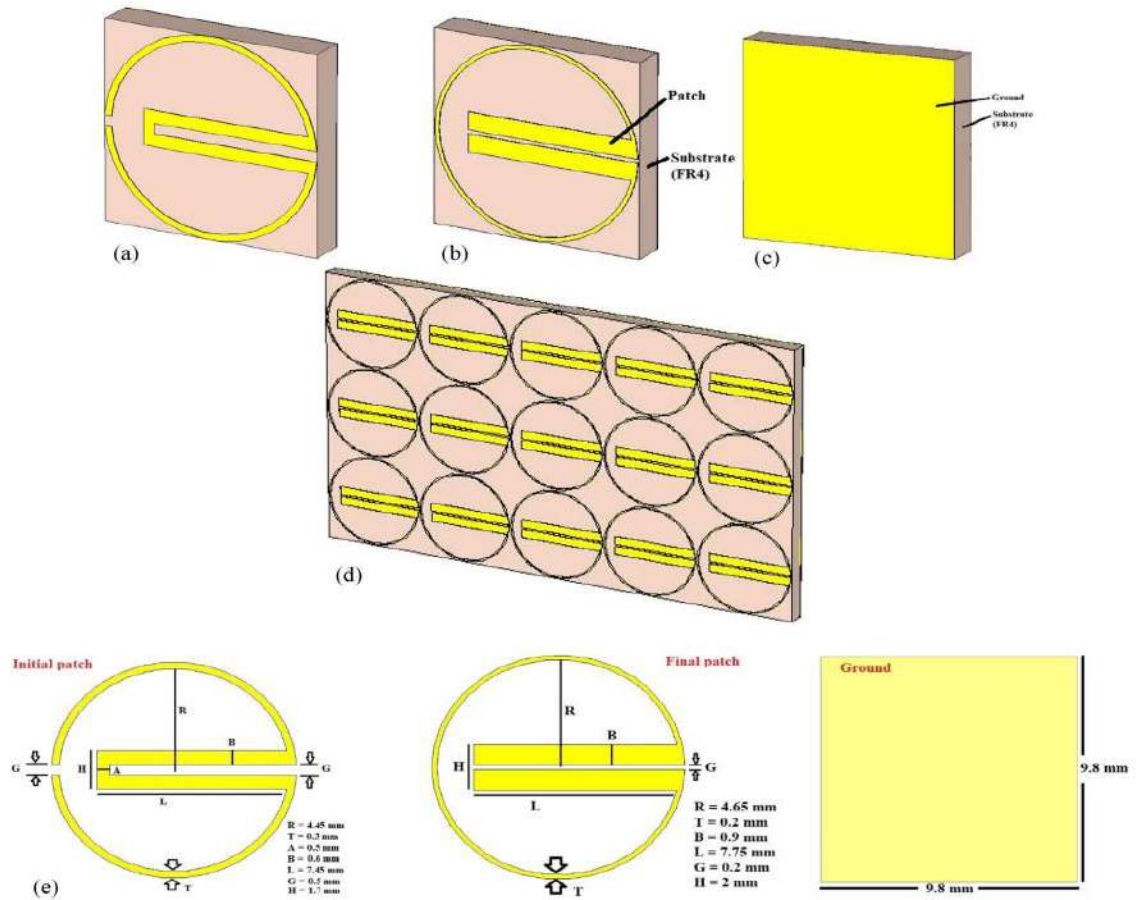 Patch
Substrate
(FR4)
Ground
Substrate
(FR4)
(a)
(b)
(c)
(d)
Initial patch
R
B
G
H
A
G
L
R = 4.45 mm
T = 0.3 mm
A = 0.5 mm
B = 0.6 mm
L = 7.45 mm
G = 0.5 mm
H = 1.7 mm
T
(e)
Final patch
R
B
H
G
L
R = 4.65 mm
T = 0.2 mm
B = 0.9 mm
L = 7.75 mm
G = 0.2 mm
H = 2 mm
T
Ground
9.8 mm
9.8 mm